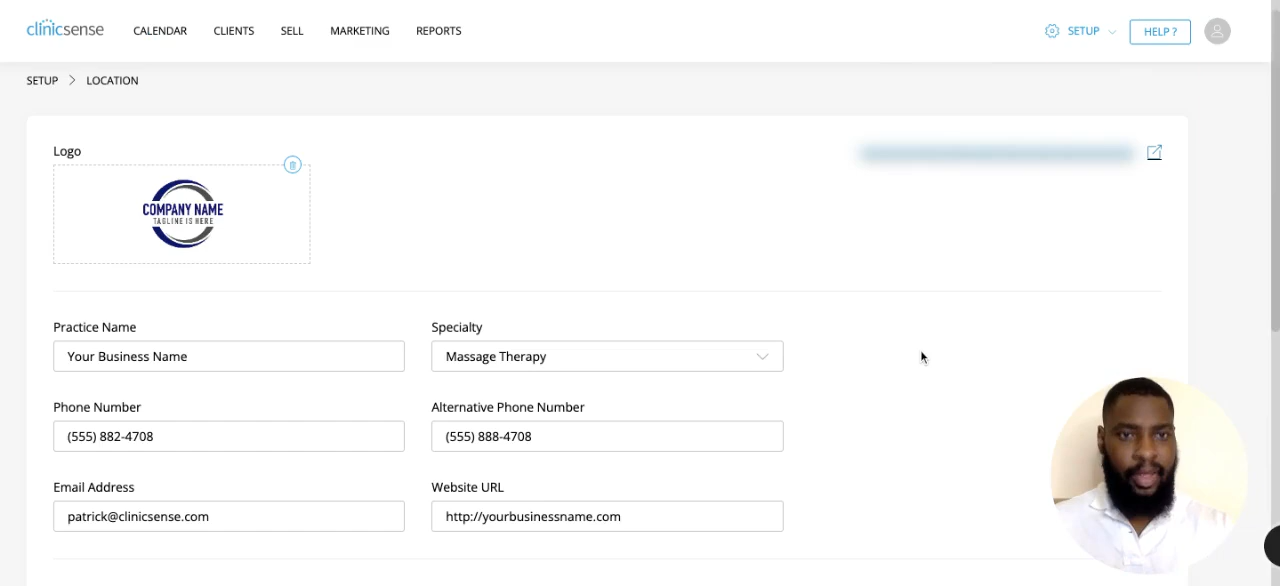 clinicsense CALENDAR CLIENTS SELL MARKETING REPORTS SETUP HELP ?
SETUP > LOCATION
Logo
COMPANY NAME
TAGLINE IS HERE
Practice Name Specialty
Your Business Name Massage Therapy
Phone Number Alternative Phone Number
(555) 882-4708 (555) 888-4708
Email Address Website URL
patrick@clinicsense.com http://yourbusinessname.com